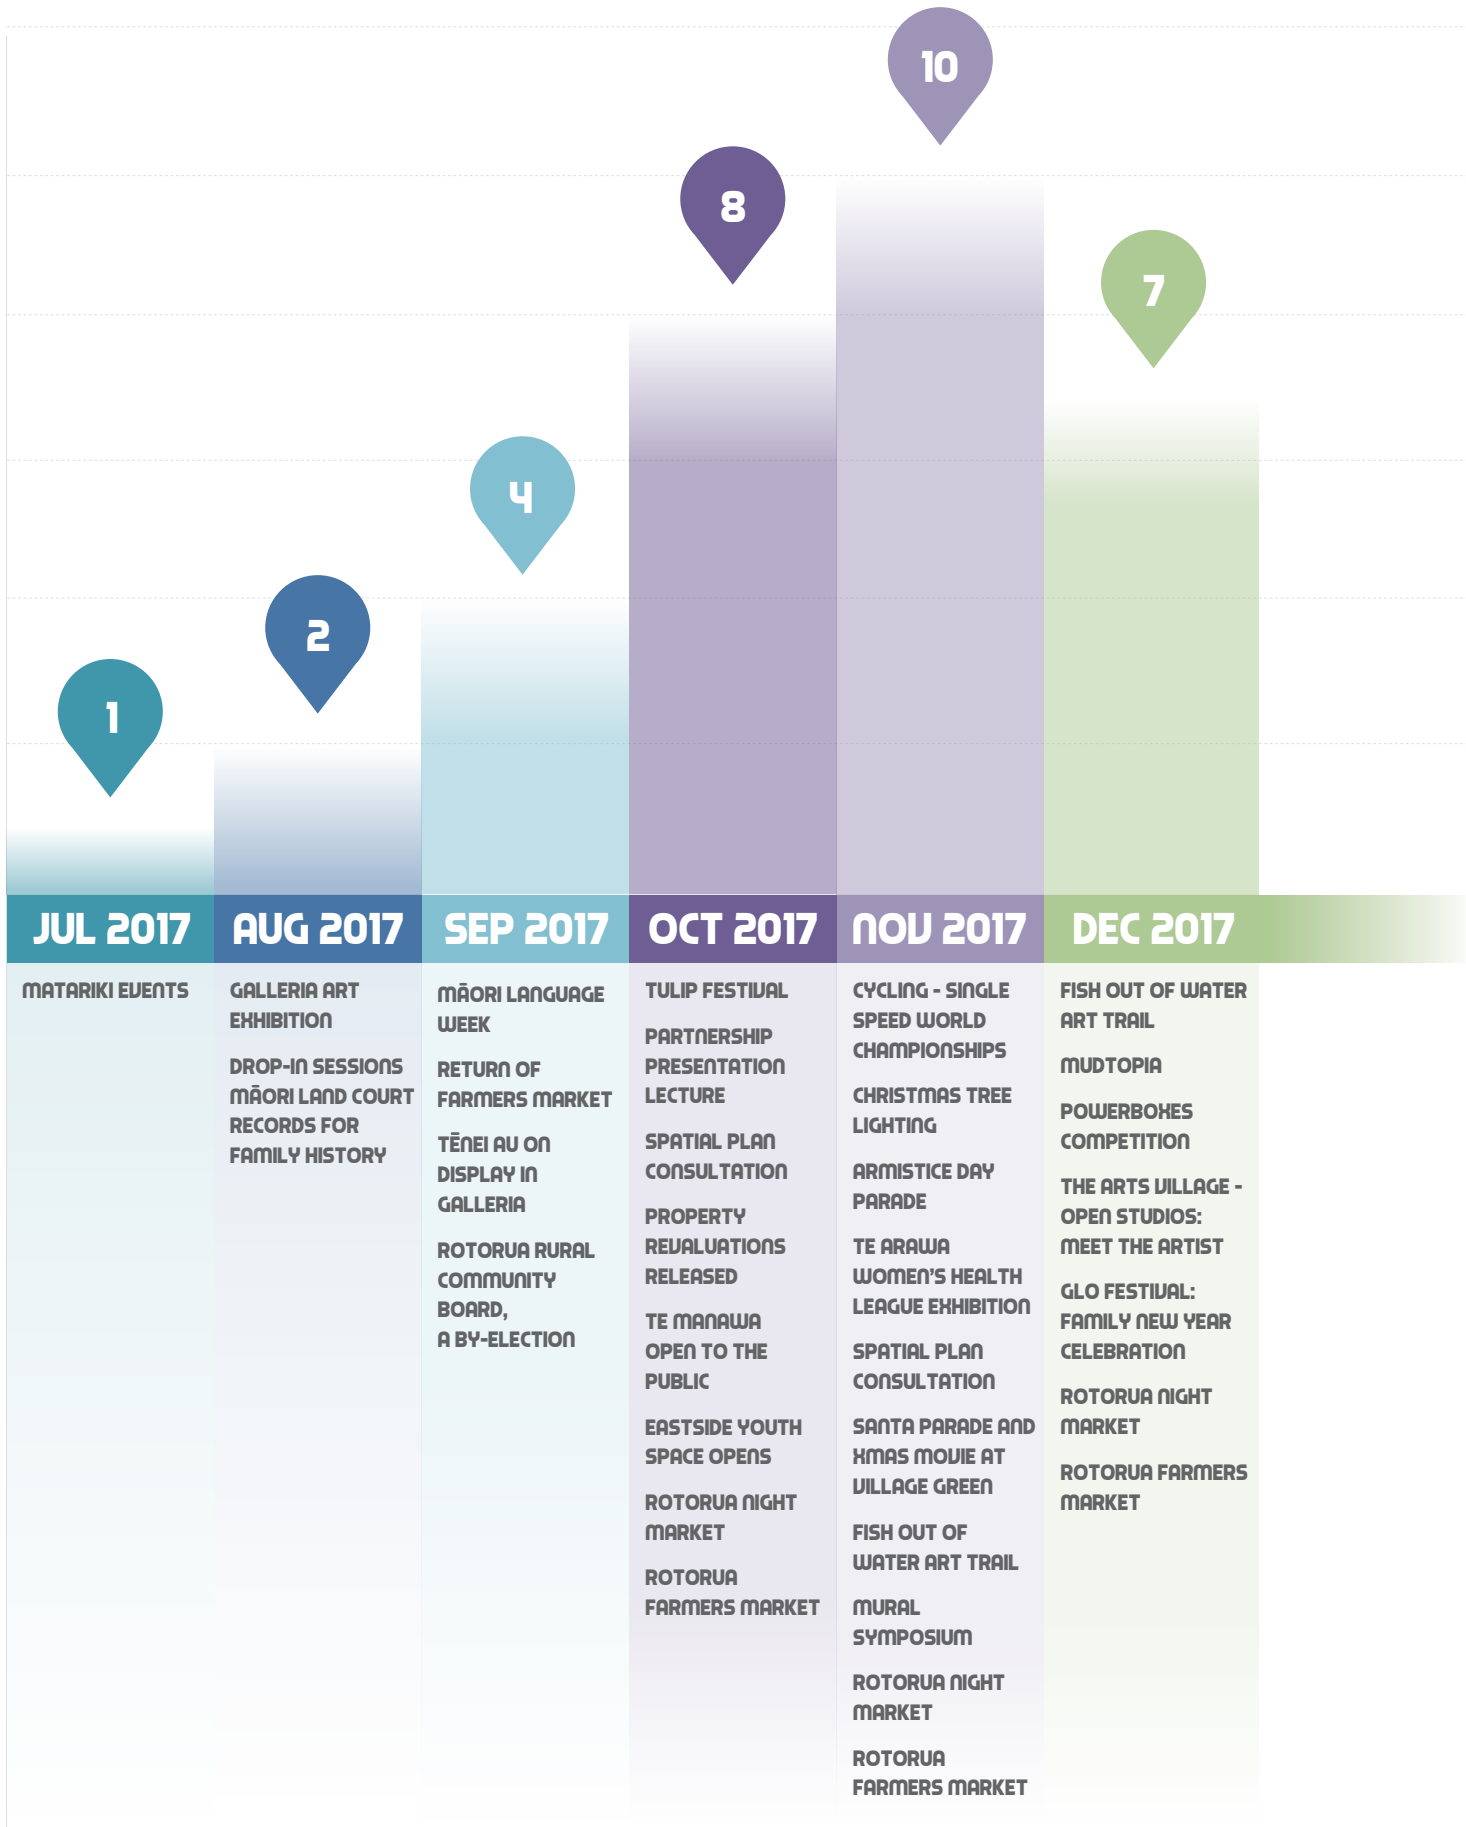 10
8
7
4
2
1
JUL 2017
AUG 2017
SEP 2017
OCT 2017
NOV 2017
DEC 2017
MATARIKI EVENTS
GALLERIA ART
EXHIBITION
DROP-IN SESSIONS
MĀORI LAND COURT
RECORDS FOR
FAMILY HISTORY
MĀORI LANGUAGE
WEEK
RETURN OF
FARMERS MARKET
TĒNEI AU ON
DISPLAY IN
GALLERIA
ROTORUA RURAL
COMMUNITY
BOARD,
A BY-ELECTION
TULIP FESTIVAL
PARTNERSHIP
PRESENTATION
LECTURE
SPATIAL PLAN
CONSULTATION
PROPERTY
REVALUATIONS
RELEASED
TE MANAWA
OPEN TO THE
PUBLIC
EASTSIDE YOUTH
SPACE OPENS
ROTORUA NIGHT
MARKET
ROTORUA
FARMERS MARKET
CYCLING - SINGLE
SPEED WORLD
CHAMPIONSHIPS
CHRISTMAS TREE
LIGHTING
ARMISTICE DAY
PARADE
TE ARAWA
WOMEN'S HEALTH
LEAGUE EXHIBITION
SPATIAL PLAN
CONSULTATION
SANTA PARADE AND
XMAS MOVIE AT
VILLAGE GREEN
FISH OUT OF
WATER ART TRAIL
MURAL
SYMPOSIUM
ROTORUA NIGHT
MARKET
ROTORUA
FARMERS MARKET
FISH OUT OF WATER
ART TRAIL
MUDTOPIA
POWERBOXES
COMPETITION
THE ARTS VILLAGE -
OPEN STUDIOS:
MEET THE ARTIST
GLO FESTIVAL:
FAMILY NEW YEAR
CELEBRATION
ROTORUA NIGHT
MARKET
ROTORUA FARMERS
MARKET